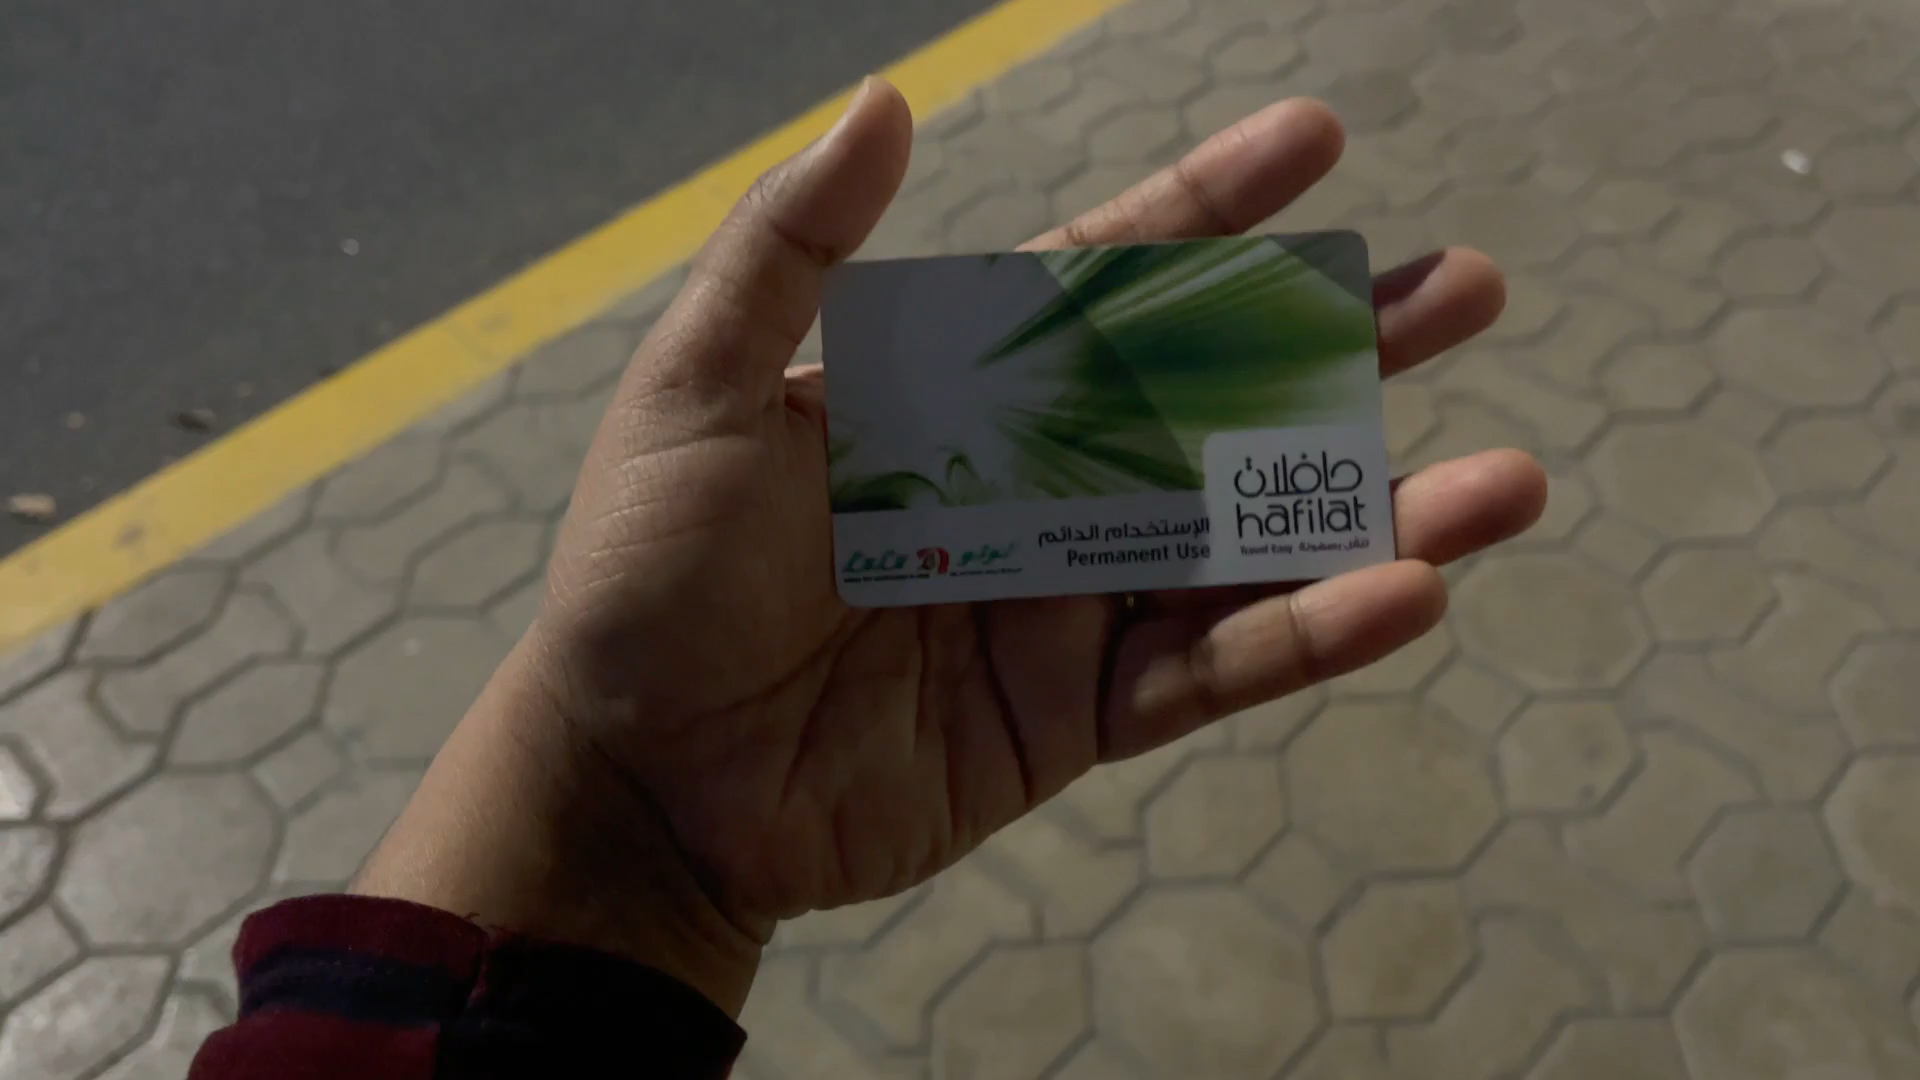 حافلات
hafilat
Travel Easy تنقل بسهولة
الإستخدام الدائم
Permanent Use
لولو
LuLu